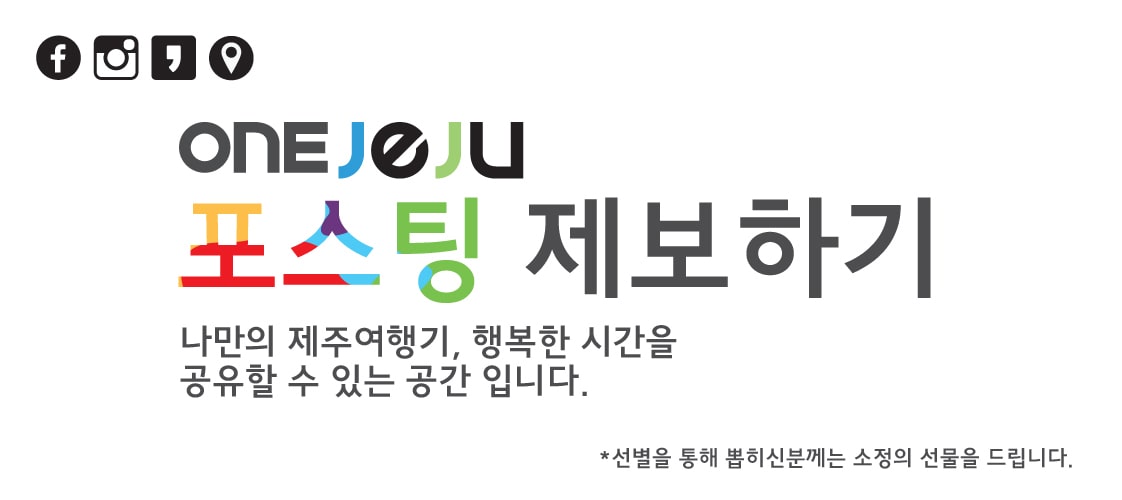 ONE JEJU
포스팅 제보하기
나만의 제주여행기, 행복한 시간을
공유할 수 있는 공간 입니다.
*선별을 통해 뽑히신분께는 소정의 선물을 드립니다.